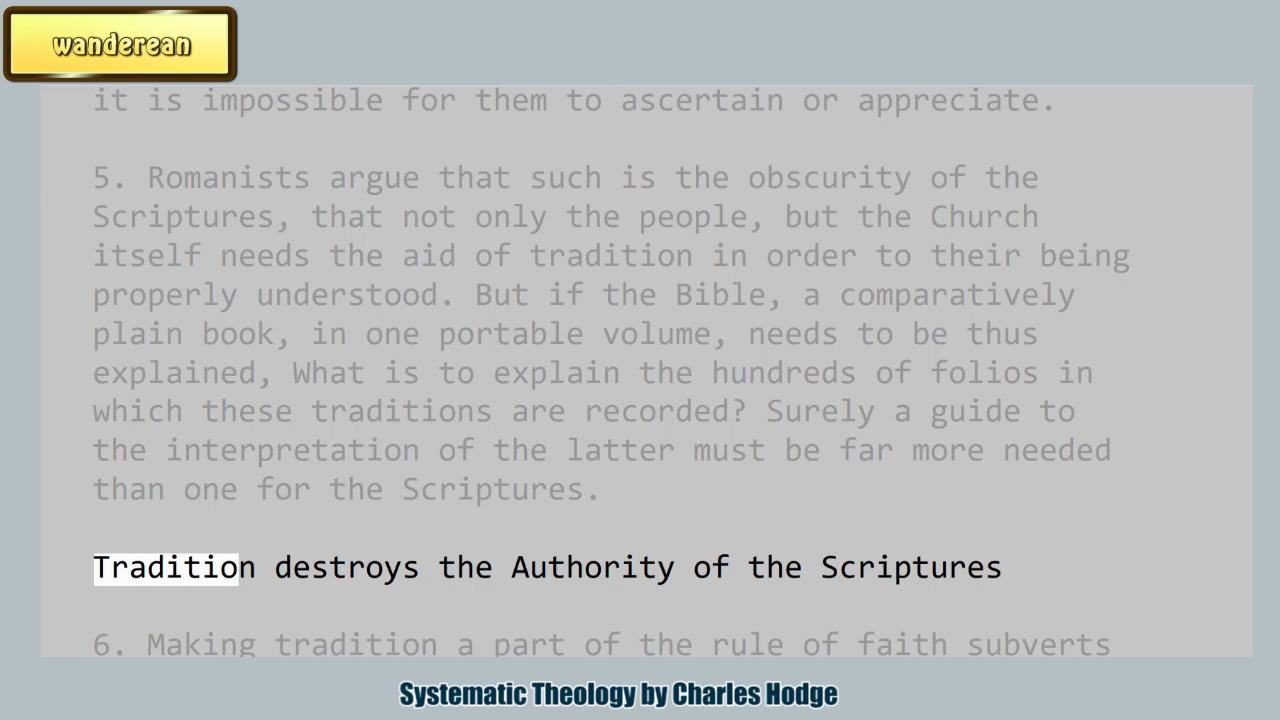 wanderean
it is impossible for them to ascertain or appreciate.
5. Romanists argue that such is the obscurity of the
Scriptures, that not only the people, but the Church
itself needs the aid of tradition in order to their being
properly understood. But if the Bible, a comparatively
plain book, in one portable volume, needs to be thus
explained, What is to explain the hundreds of folios in
which these traditions are recorded? Surely a guide to
the interpretation of the latter must be far more needed
than one for the Scriptures.
Tradition destroys the Authority of the Scriptures
6. Making tradition a part of the rule of faith subverts
Systematic Theology by Charles Hodge